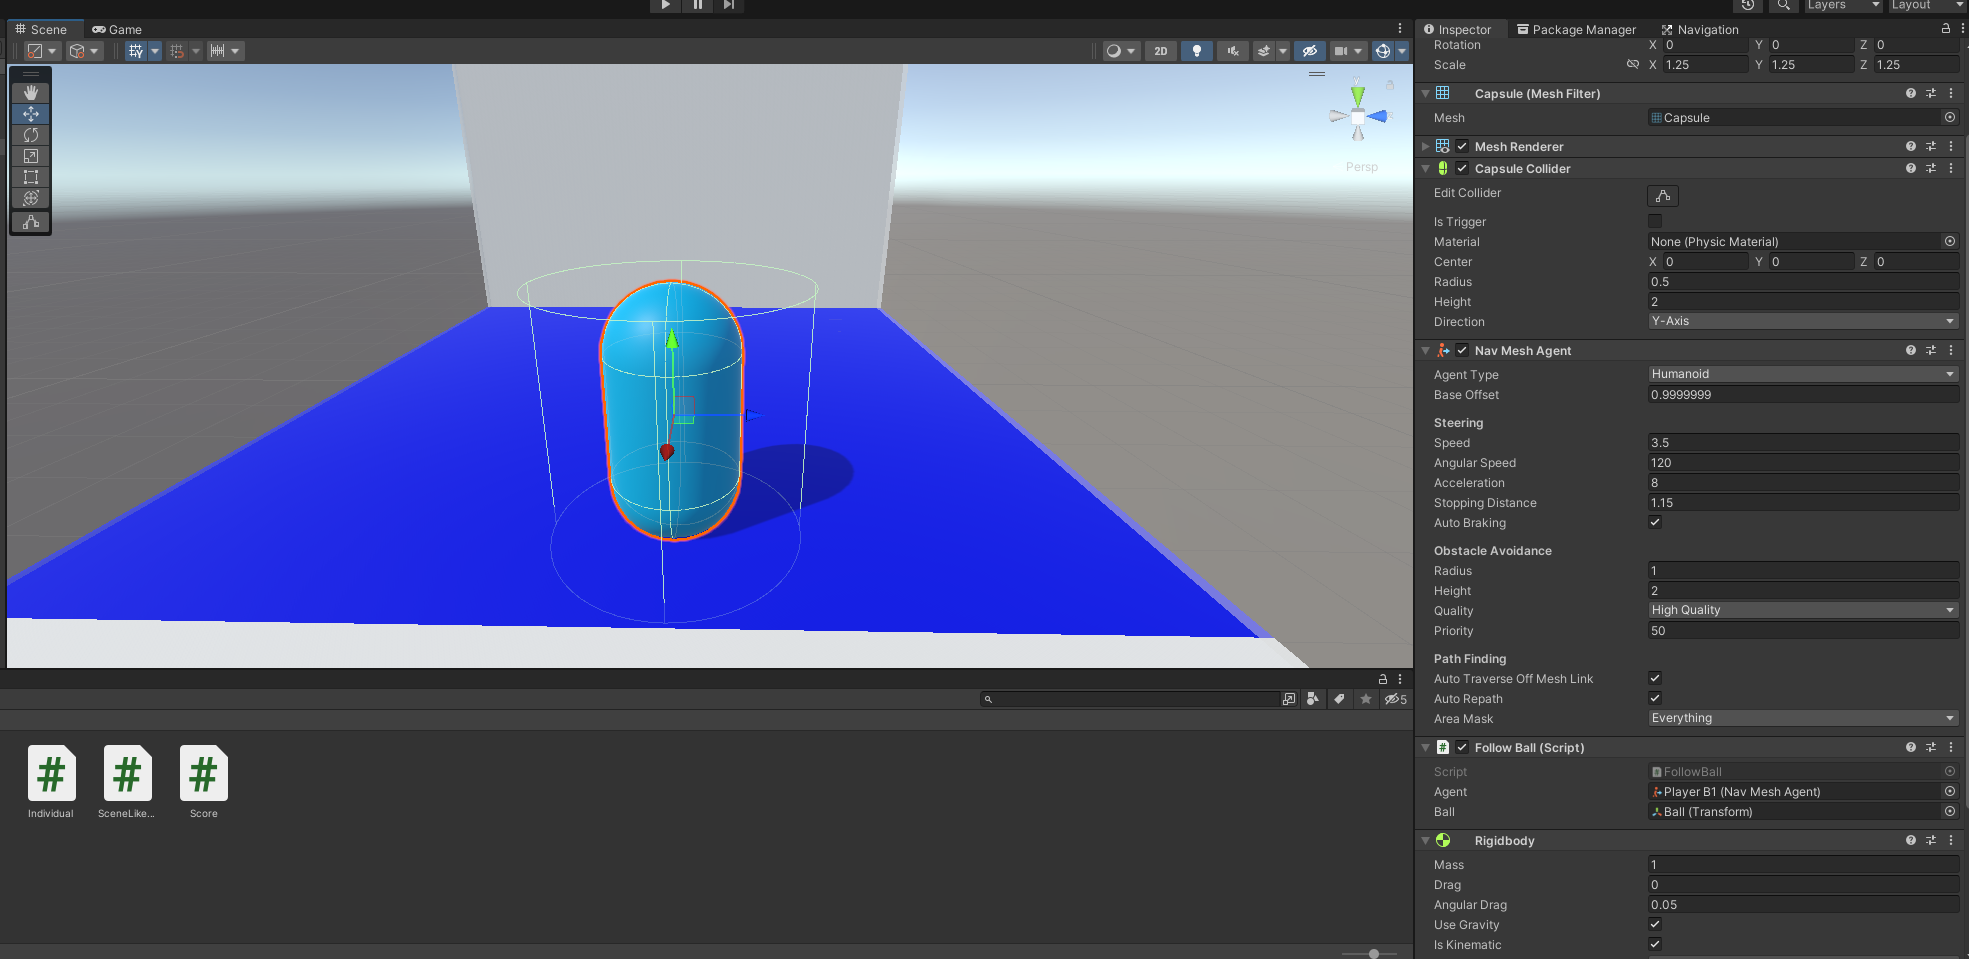 Layers
Layout
Scene
Game
2D
Y
Z
Persp
5
Individual
SceneLike...
Score
Inspector
Package Manager
Navigation
Rotation X 0 Y 0 Z 0
Scale X 1.25 Y 1.25 Z 1.25
Capsule (Mesh Filter)
Mesh Capsule
Mesh Renderer
Capsule Collider
Edit Collider
Is Trigger
Material None (Physic Material)
Center X 0 Y 0 Z 0
Radius 0.5
Height 2
Direction Y-Axis
Nav Mesh Agent
Agent Type Humanoid
Base Offset 0.9999999
Steering
Speed 3.5
Angular Speed 120
Acceleration 8
Stopping Distance 1.15
Auto Braking
Obstacle Avoidance
Radius 1
Height 2
Quality High Quality
Priority 50
Path Finding
Auto Traverse Off Mesh Link
Auto Repath
Area Mask Everything
# Follow Ball (Script)
Script FollowBall
Agent Player B1 (Nav Mesh Agent)
Ball Ball (Transform)
Rigidbody
Mass 1
Drag 0
Angular Drag 0.05
Use Gravity
Is Kinematic